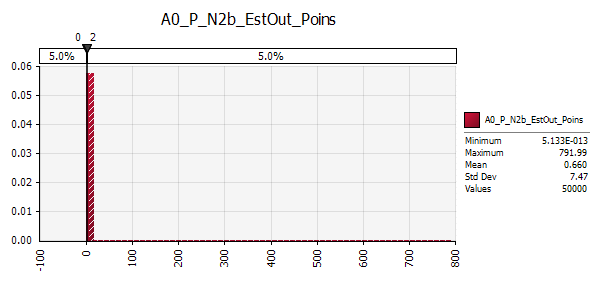 A0_P_N2b_EstOut_Poins
0 2
5.0% 5.0%
0.06
0.05
0.04
0.03
0.02
0.01
0.00
-100 0 100 200 300 400 500 600 700 800
A0_P_N2b_EstOut_Poins
Minimum 5.133E-013
Maximum 791.99
Mean 0.660
Std Dev 7.47
Values 50000